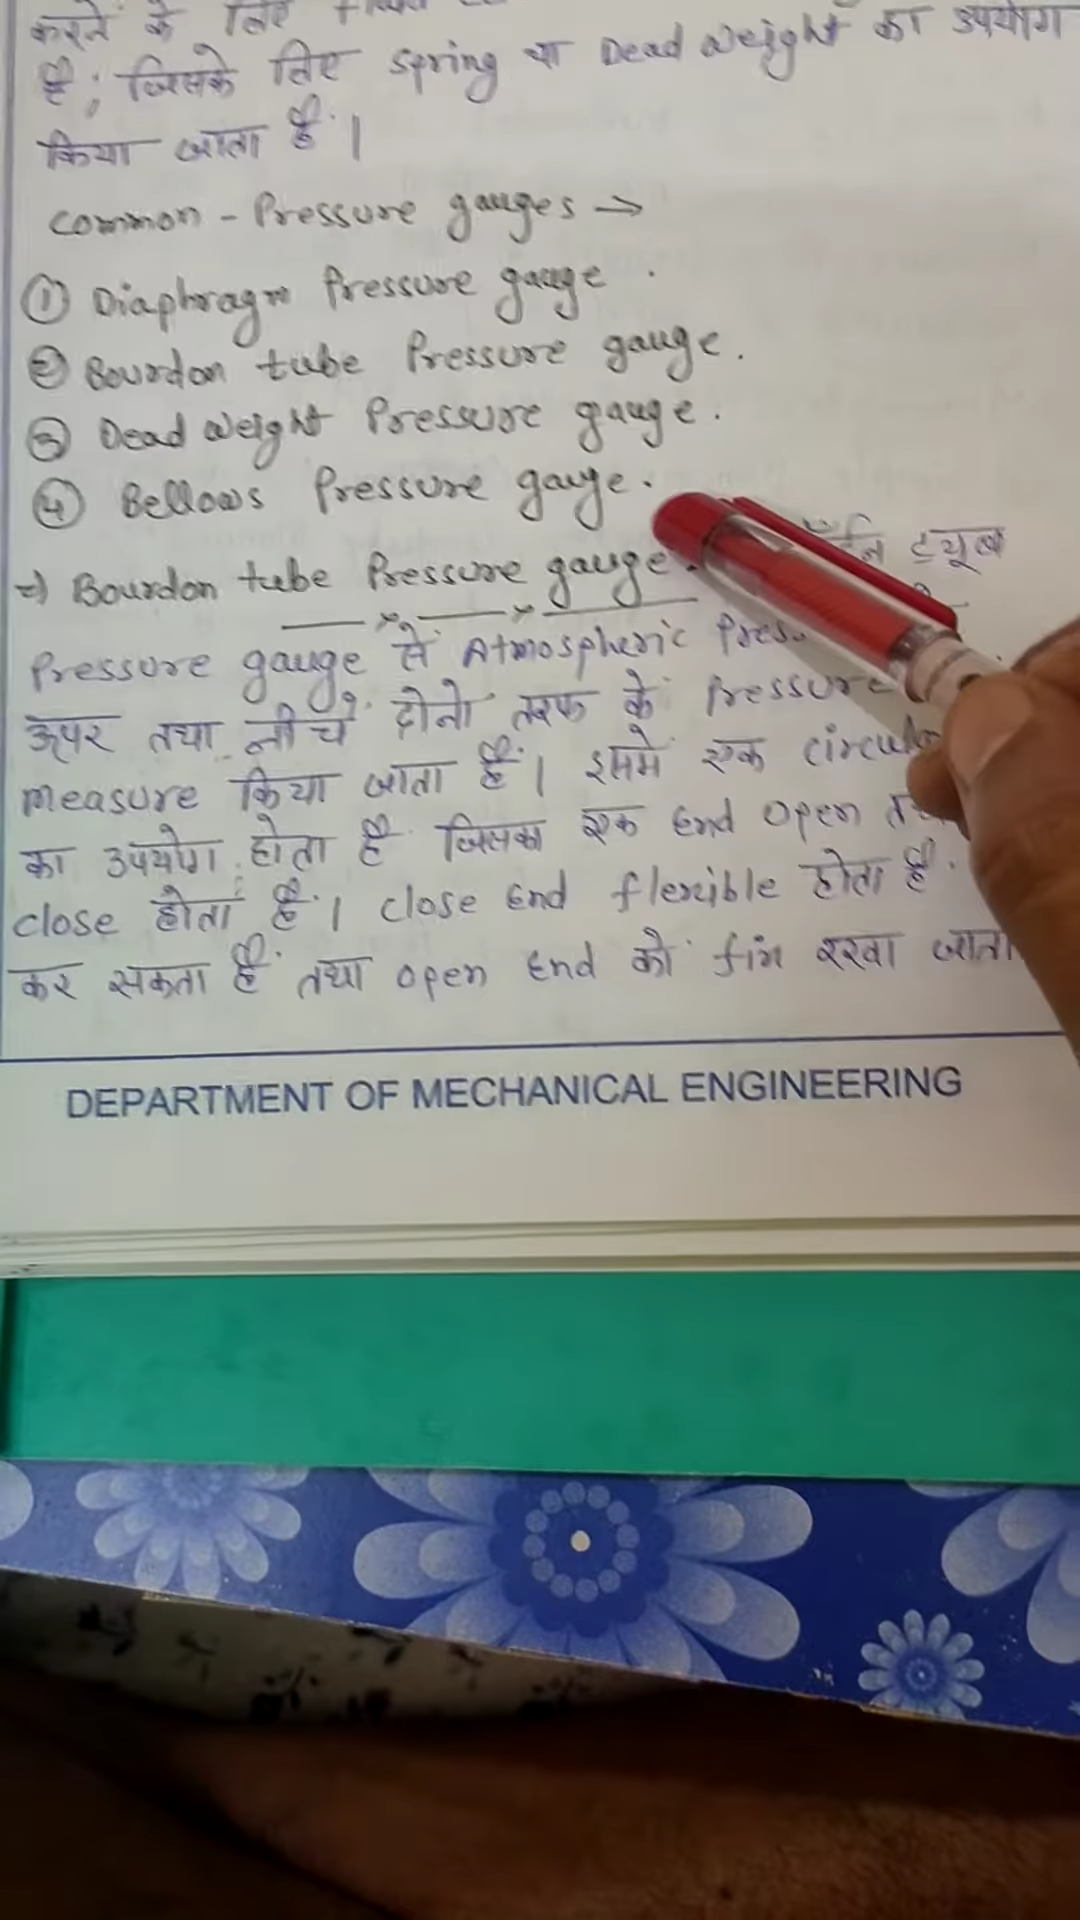 करने के लिए
है, जिसके लिए spring या Dead weight का उपयोग
किया जाता है।
Common - Pressure gauges →
① Diaphragm Pressure gauge.
② Bourdon tube Pressure gauge.
③ Dead weight Pressure gauge.
④ Bellows Pressure gauge.
⇒ Bourdon tube Pressure gauge. ट्यूब
Pressure gauge से Atmospheric
ऊपर तथा नीचे दोनो तरफ के Pressure
measure किया जाता है। इसमे एक
का उपयोग होता है जिसका एक End open
close होता है। close End flexible होता है
कर सकता है तथा open End को fix रखा जाता
DEPARTMENT OF MECHANICAL ENGINEERING